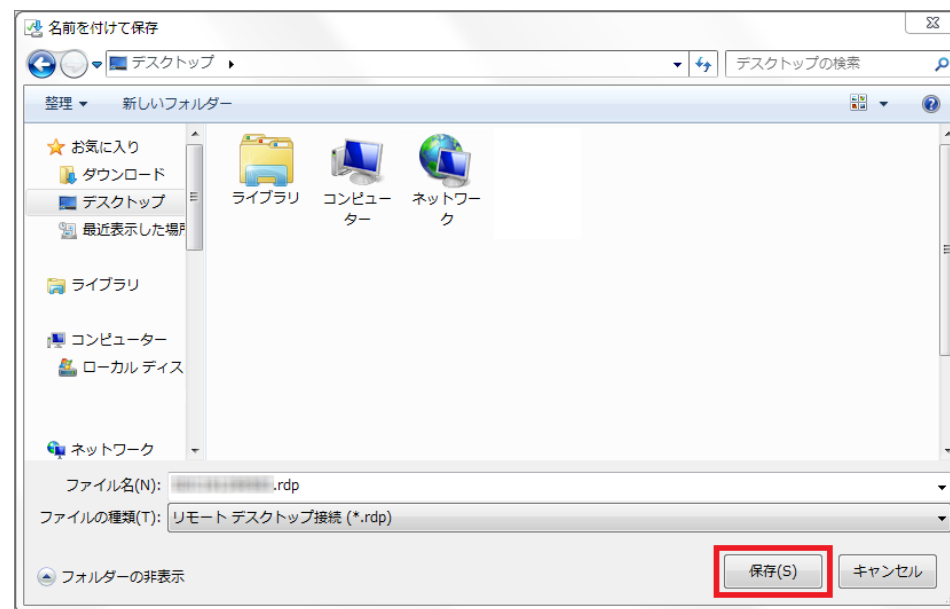 名前を付けて保存
デスクトップ
デスクトップの検索
整理
新しいフォルダー
お気に入り
ダウンロード
デスクトップ
最近表示した場
ライブラリ
コンピューター
ローカル ディス
ネットワーク
ライブラリ
コンピュー
ター
ネットワー
ク
ファイル名(N):
.rdp
ファイルの種類(T):
リモート デスクトップ接続 (*.rdp)
フォルダーの非表示
保存(S)
キャンセル